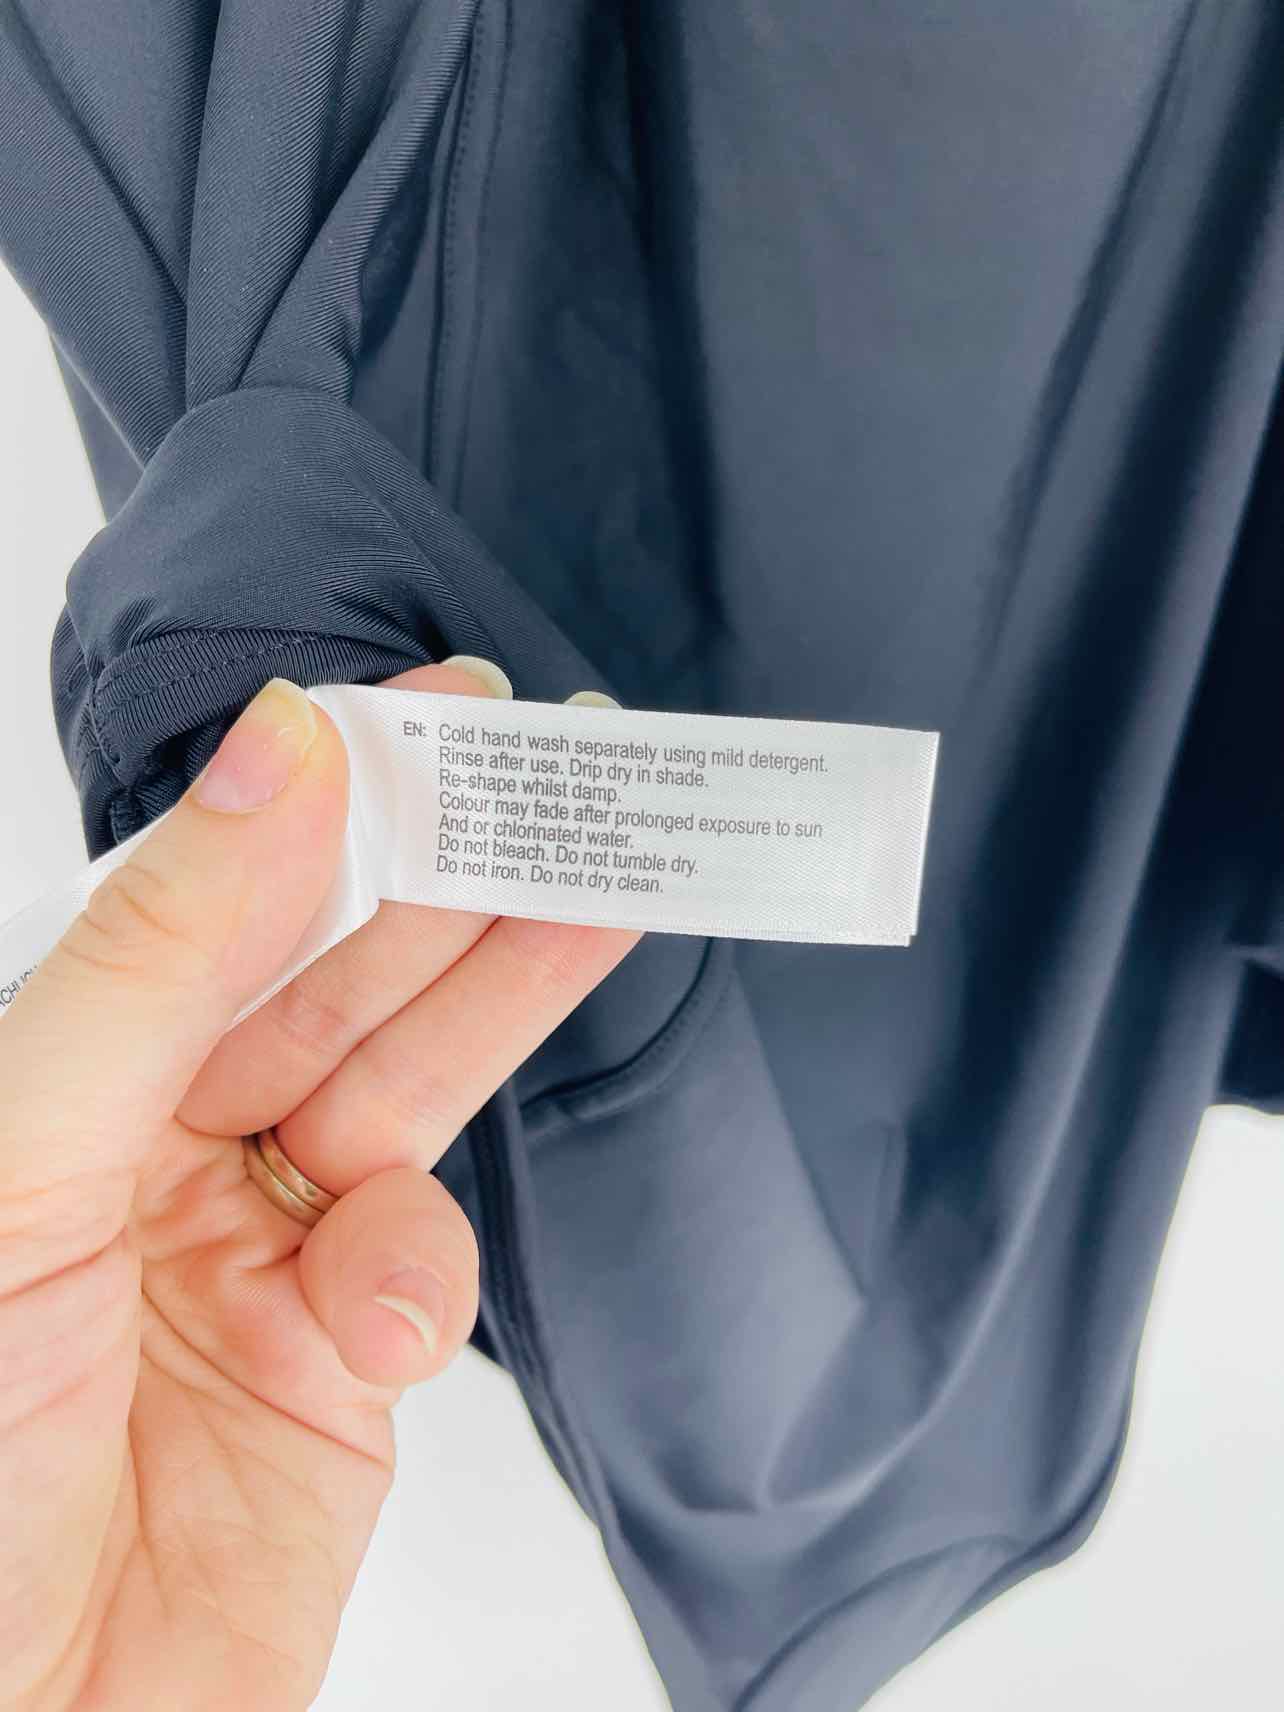 EN: Cold hand wash separately using mild detergent.
Rinse after use. Drip dry in shade.
Re-shape whilst damp.
Colour may fade after prolonged exposure to sun
And or chlorinated water.
Do not bleach. Do not tumble dry.
Do not iron. Do not dry clean.